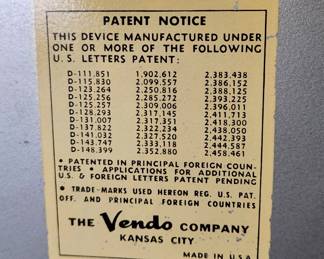 PATENT NOTICE
THIS DEVICE MANUFACTURED UNDER
ONE OR MORE OF THE FOLLOWING
U.S. LETTERS PATENT:
D-111.851 1,902,612 2,383,438
D-115.830 2,099,557 2,386,152
D-123.264 2,250,816 2,388,125
D-125.256 2,285,272 2,393,225
D-125.257 2,309,006 2,396,011
D-128.293 2,317,145 2,411,713
D-131.007 2,317,351 2,418,300
D-137.822 2,322,234 2,438,050
D-141.032 2,327,520 2,442,393
D-143.034 2,330,553 2,444,387
D-148.399 2,352,880 2,458,461
• PATENTED IN PRINCIPAL FOREIGN COUN-
TRIES • APPLICATIONS FOR ADDITIONAL
U.S. & FOREIGN LETTERS PATENT PENDING
• TRADE-MARKS USED HEREON REG. U.S. PAT.
OFF. AND PRINCIPAL FOREIGN COUNTRIES
THE Vendo COMPANY
KANSAS CITY
MADE IN U.S.A.